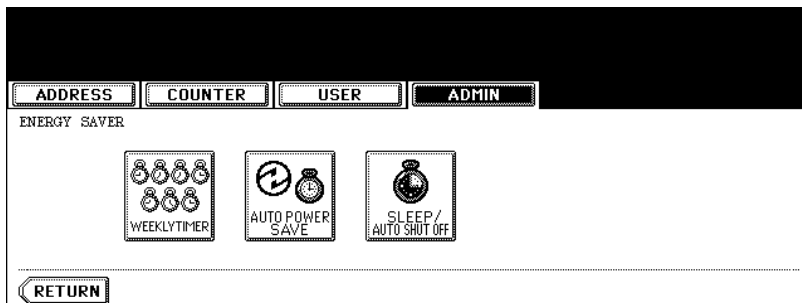 ADDRESS COUNTER USER ADMIN
ENERGY SAVER
WEEKLYTIMER
AUTO POWER
SAVE
SLEEP/
AUTO SHUT OFF
RETURN